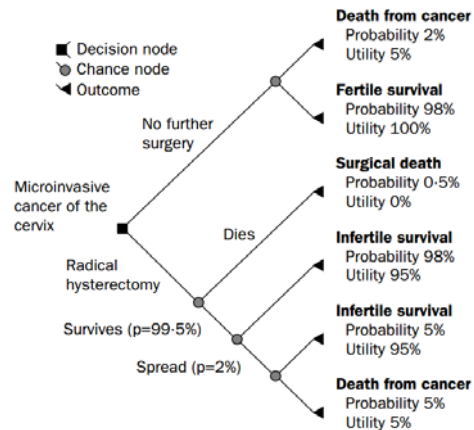 Decision node
Chance node
Outcome
Death from cancer
Probability 2%
Utility 5%
No further
surgery
Fertile survival
Probability 98%
Utility 100%
Microinvasive
cancer of the
cervix
Dies
Surgical death
Probability 0·5%
Utility 0%
Radical
hysterectomy
Infertile survival
Probability 98%
Utility 95%
Survives (p=99·5%)
Spread (p=2%)
Infertile survival
Probability 5%
Utility 95%
Death from cancer
Probability 5%
Utility 5%